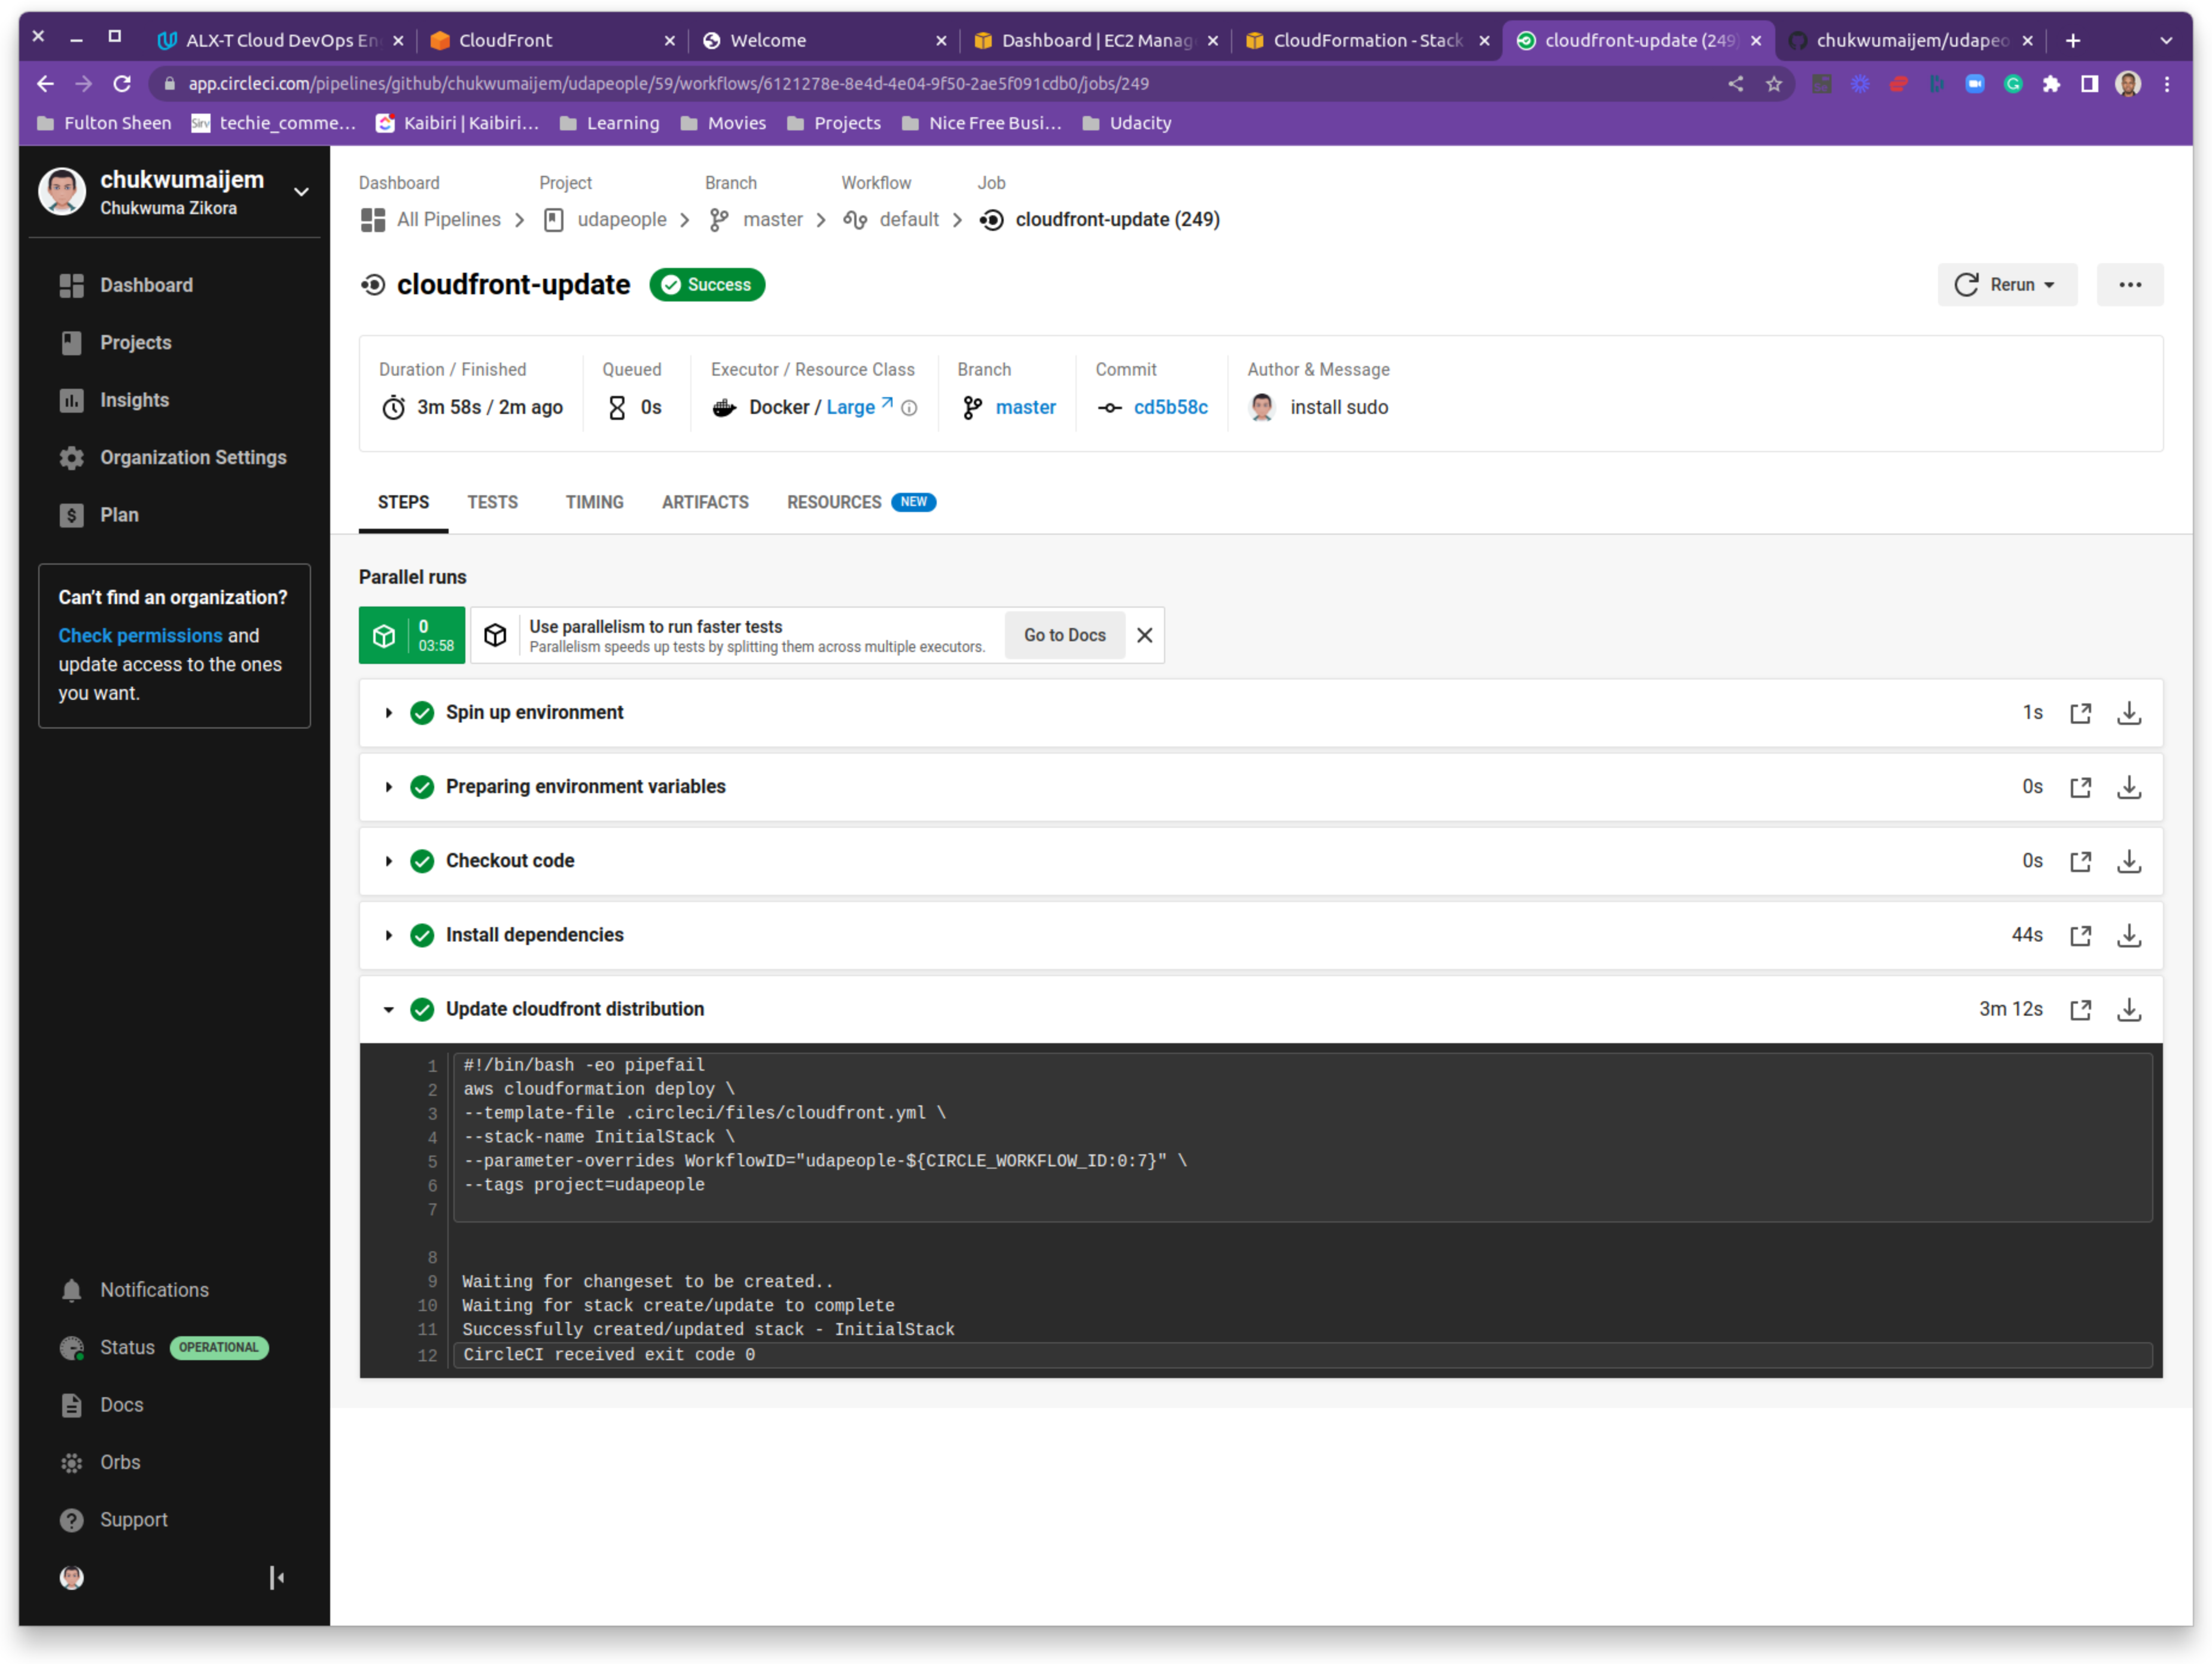 ALX-T Cloud DevOps En
CloudFront
Welcome
Dashboard | EC2 Manag
CloudFormation - Stack
cloudfront-update (249)
chukwumaijem/udapeo
app.circleci.com/pipelines/github/chukwumaijem/udapeople/59/workflows/6121278e-8e4d-4e04-9f50-2ae5f091cdb0/jobs/249
Fulton Sheen
Sirv techie_comme...
Kaibiri | Kaibiri...
Learning
Movies
Projects
Nice Free Busi...
Udacity
chukwumaijem
Chukwuma Zikora
Dashboard
Projects
Insights
Organization Settings
Plan
Can't find an organization?
Check permissions and
update access to the ones
you want.
Notifications
Status OPERATIONAL
Docs
Orbs
Support
Dashboard Project Branch Workflow Job
All Pipelines udapeople master default cloudfront-update (249)
cloudfront-update Success
Rerun
Duration / Finished Queued Executor / Resource Class Branch Commit Author & Message
3m 58s / 2m ago 0s Docker / Large master cd5b58c install sudo
STEPS TESTS TIMING ARTIFACTS RESOURCES NEW
Parallel runs
0
03:58
Use parallelism to run faster tests
Parallelism speeds up tests by splitting them across multiple executors.
Go to Docs
Spin up environment 1s
Preparing environment variables 0s
Checkout code 0s
Install dependencies 44s
Update cloudfront distribution 3m 12s
1 #!/bin/bash -eo pipefail
2 aws cloudformation deploy \
3 --template-file .circleci/files/cloudfront.yml \
4 --stack-name InitialStack \
5 --parameter-overrides WorkflowID="udapeople-${CIRCLE_WORKFLOW_ID:0:7}" \
6 --tags project=udapeople
7
8
9 Waiting for changeset to be created..
10 Waiting for stack create/update to complete
11 Successfully created/updated stack - InitialStack
12 CircleCI received exit code 0